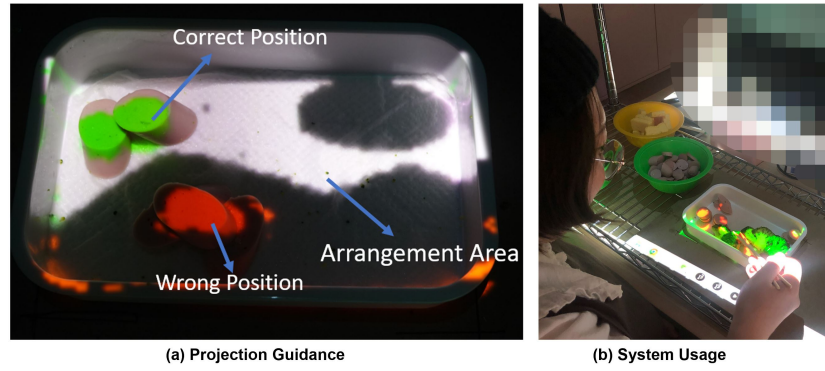 Correct Position
Arrangement Area
Wrong Position
(a) Projection Guidance
(b) System Usage